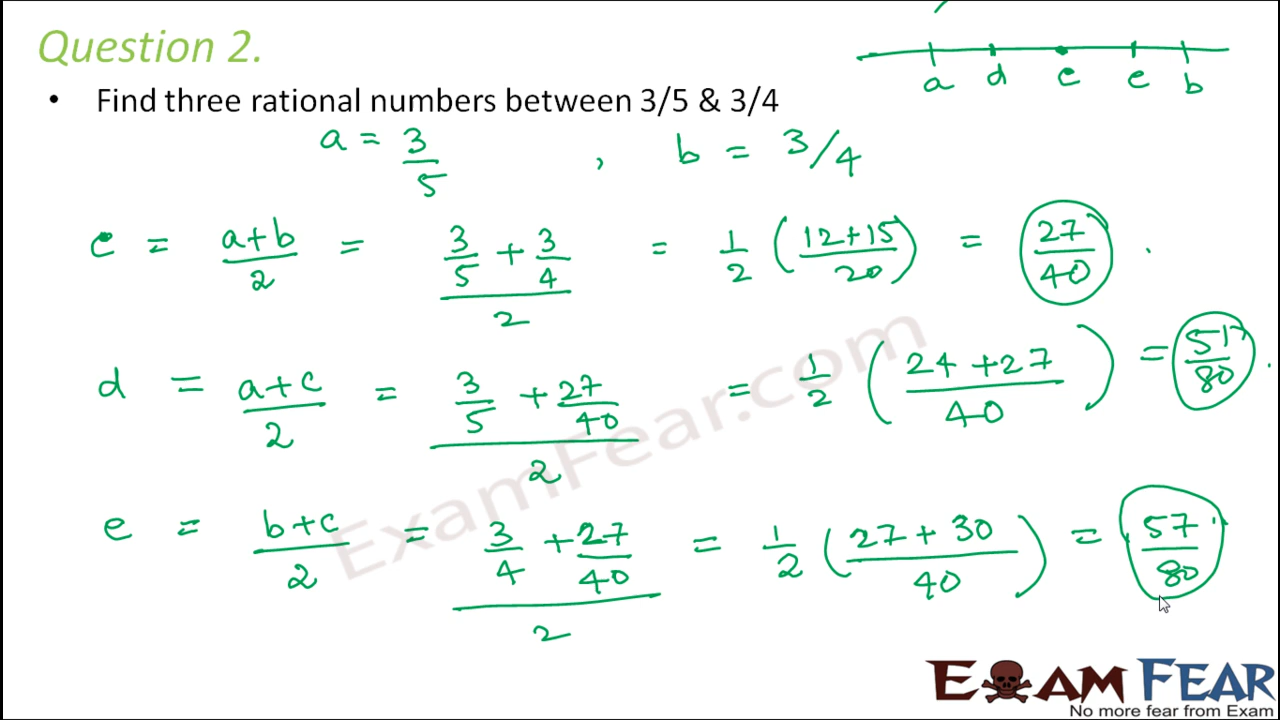 Question 2.
a d c e b
• Find three rational numbers between 3/5 & 3/4
a = 3/5 , b = 3/4
c = (a+b)/2 = (3/5 + 3/4)/2 = 1/2 ((12+15)/20) = 27/40 .
d = (a+c)/2 = (3/5 + 27/40)/2 = 1/2 ((24+27)/40) = 51/80 .
e = (b+c)/2 = (3/4 + 27/40)/2 = 1/2 ((27+30)/40) = 57/80
ExamFear.com
EXAM FEAR
No more fear from Exam